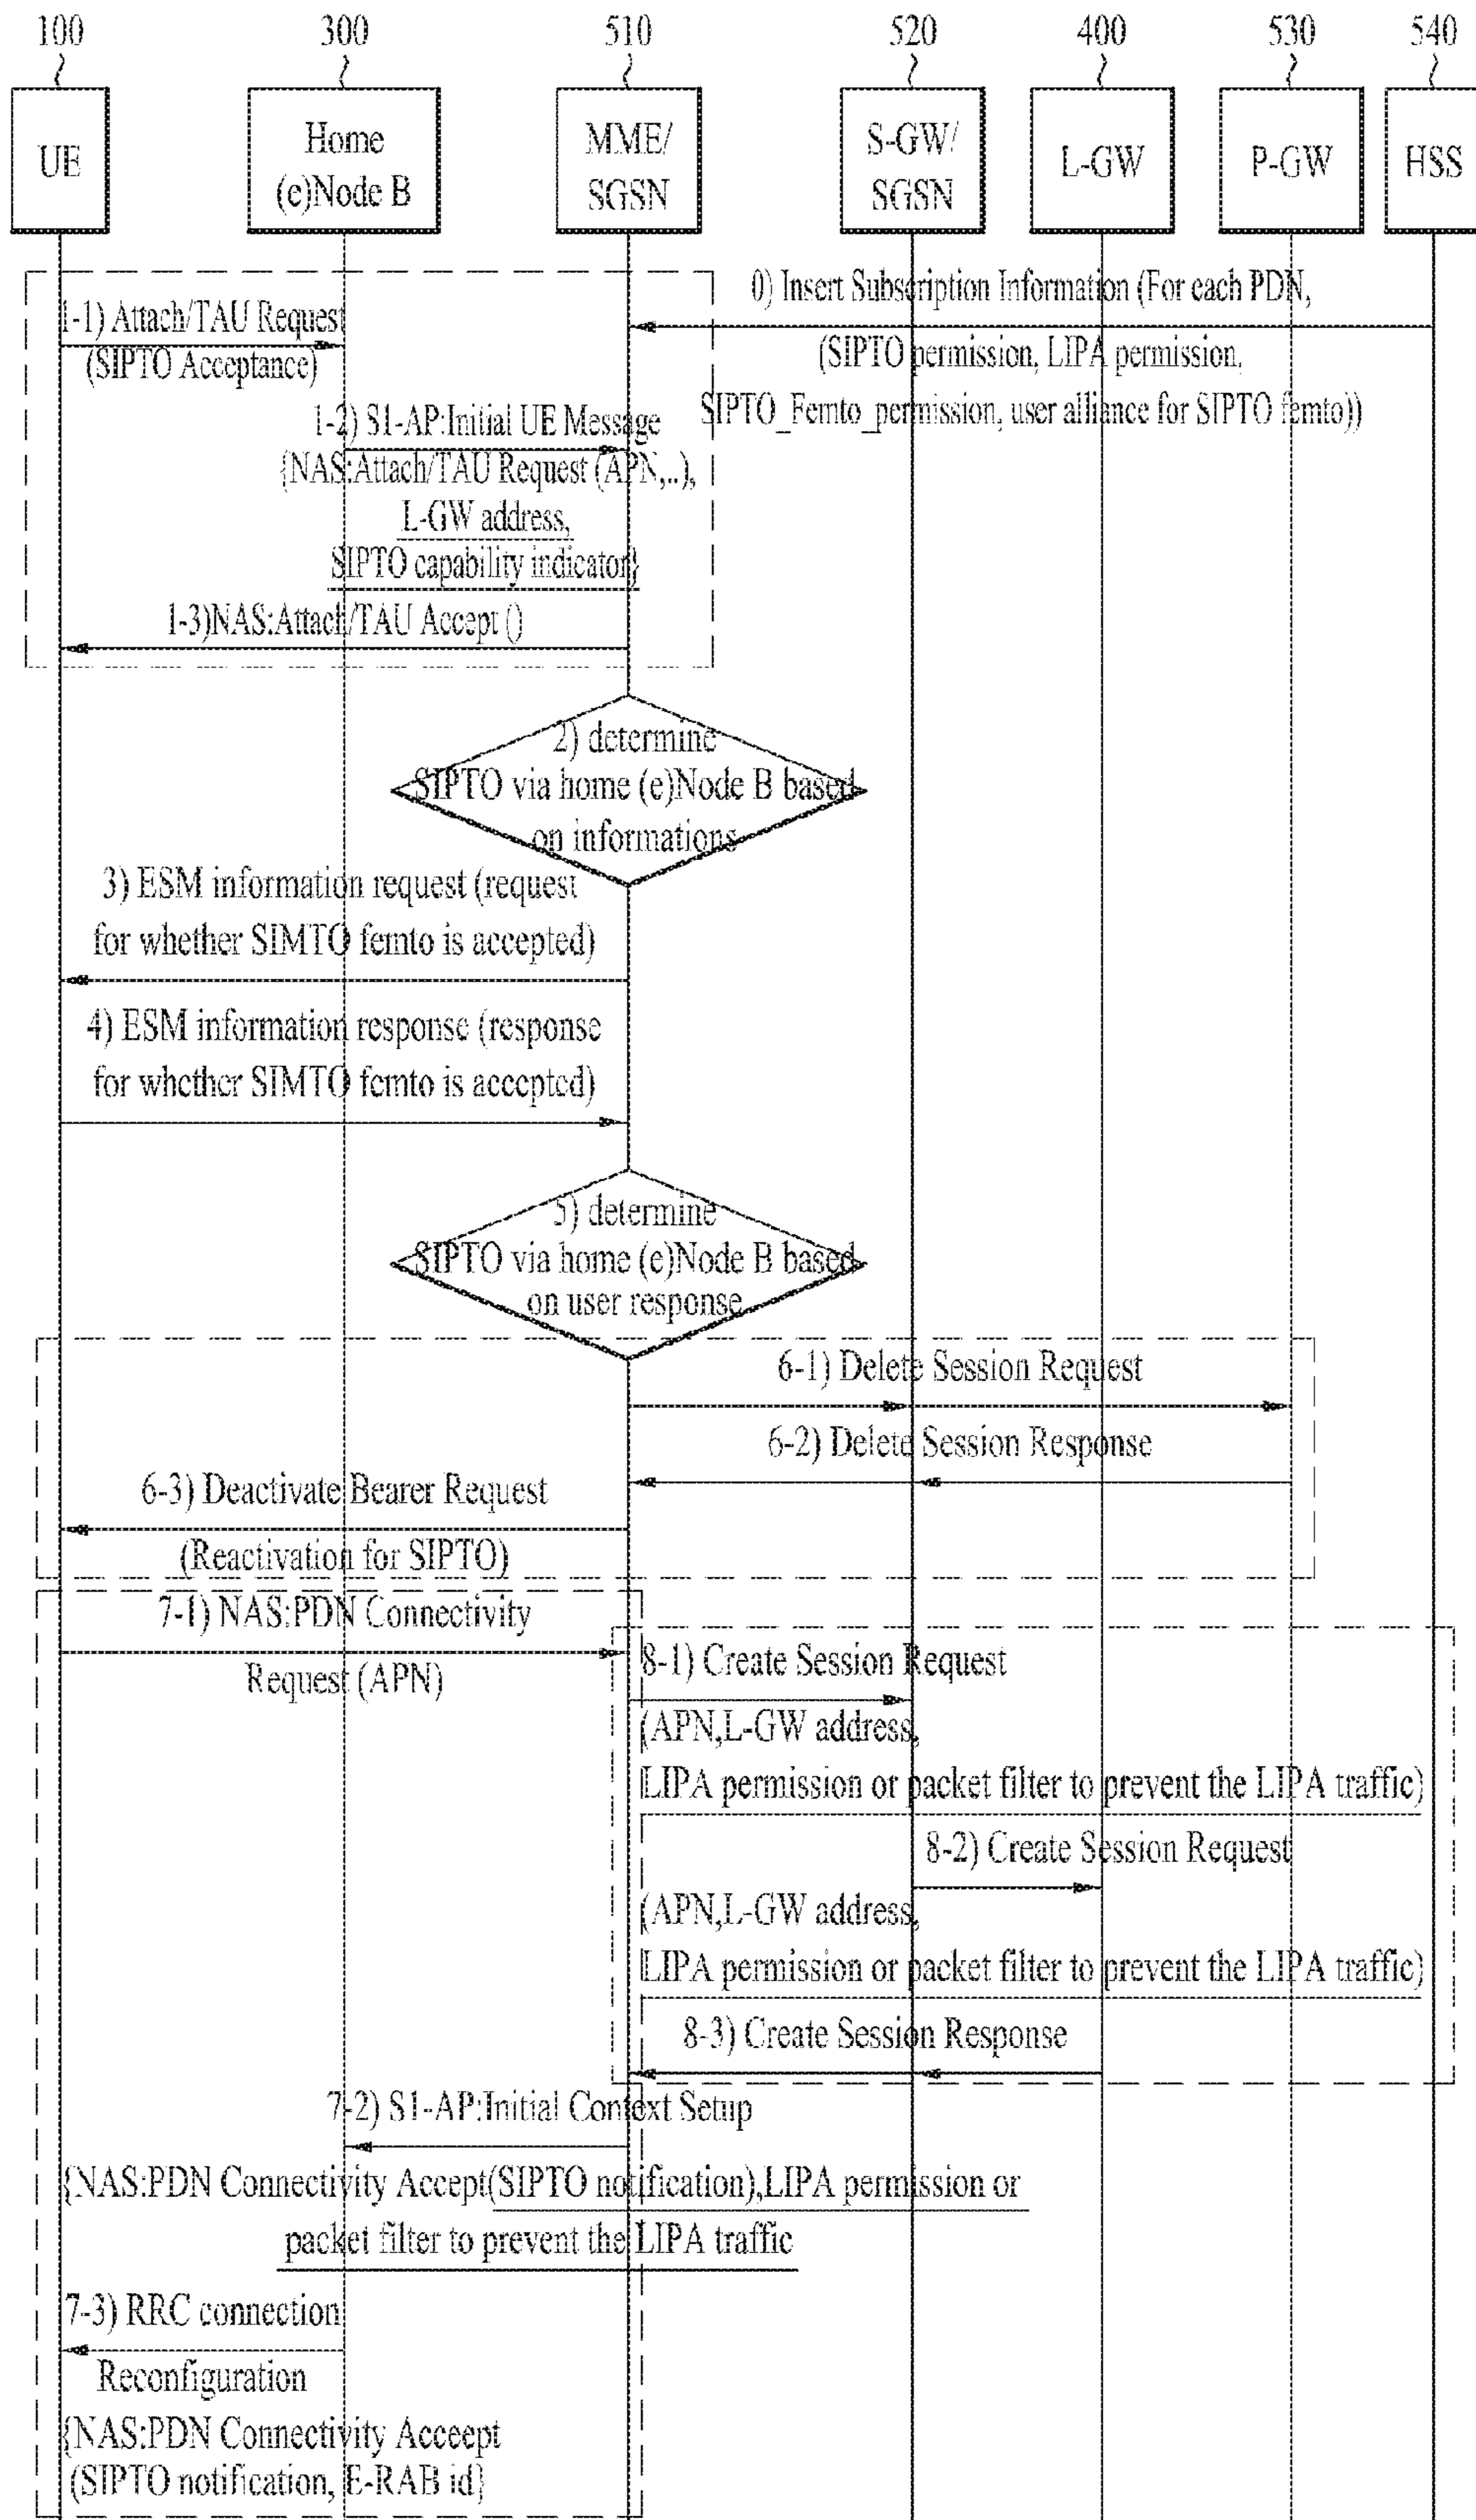 100 300 510 520 400 530 540
UE
Home
(e)Node B
MME/
SGSN
S-GW/
SGSN
L-GW
P-GW
HSS
0) Insert Subscription Information (For each PDN,
(SIPTO permission, LIPA permission,
SIPTO_Femto_permission, user alliance for SIPTO femto))
1-1) Attach/TAU Request
(SIPTO Acceptance)
1-2) S1-AP:Initial UE Message
{NAS:Attach/TAU Request (APN,..),
L-GW address,
SIPTO capability indicator}
1-3)NAS:Attach/TAU Accept ()
2) determine
SIPTO via home (e)Node B based
on informations
3) ESM information request (request
for whether SIMTO femto is accepted)
4) ESM information response (response
for whether SIMTO femto is accepted)
5) determine
SIPTO via home (e)Node B based
on user response
6-1) Delete Session Request
6-2) Delete Session Response
6-3) Deactivate Bearer Request
(Reactivation for SIPTO)
7-1) NAS:PDN Connectivity
Request (APN)
8-1) Create Session Request
(APN,L-GW address,
LIPA permission or packet filter to prevent the LIPA traffic)
8-2) Create Session Request
(APN,L-GW address,
LIPA permission or packet filter to prevent the LIPA traffic)
8-3) Create Session Response
7-2) S1-AP:Initial Context Setup
{NAS:PDN Connectivity Accept(SIPTO notification),LIPA permission or
packet filter to prevent the LIPA traffic
7-3) RRC connection
Reconfiguration
{NAS:PDN Connectivity Acceept
(SIPTO notification, E-RAB id}